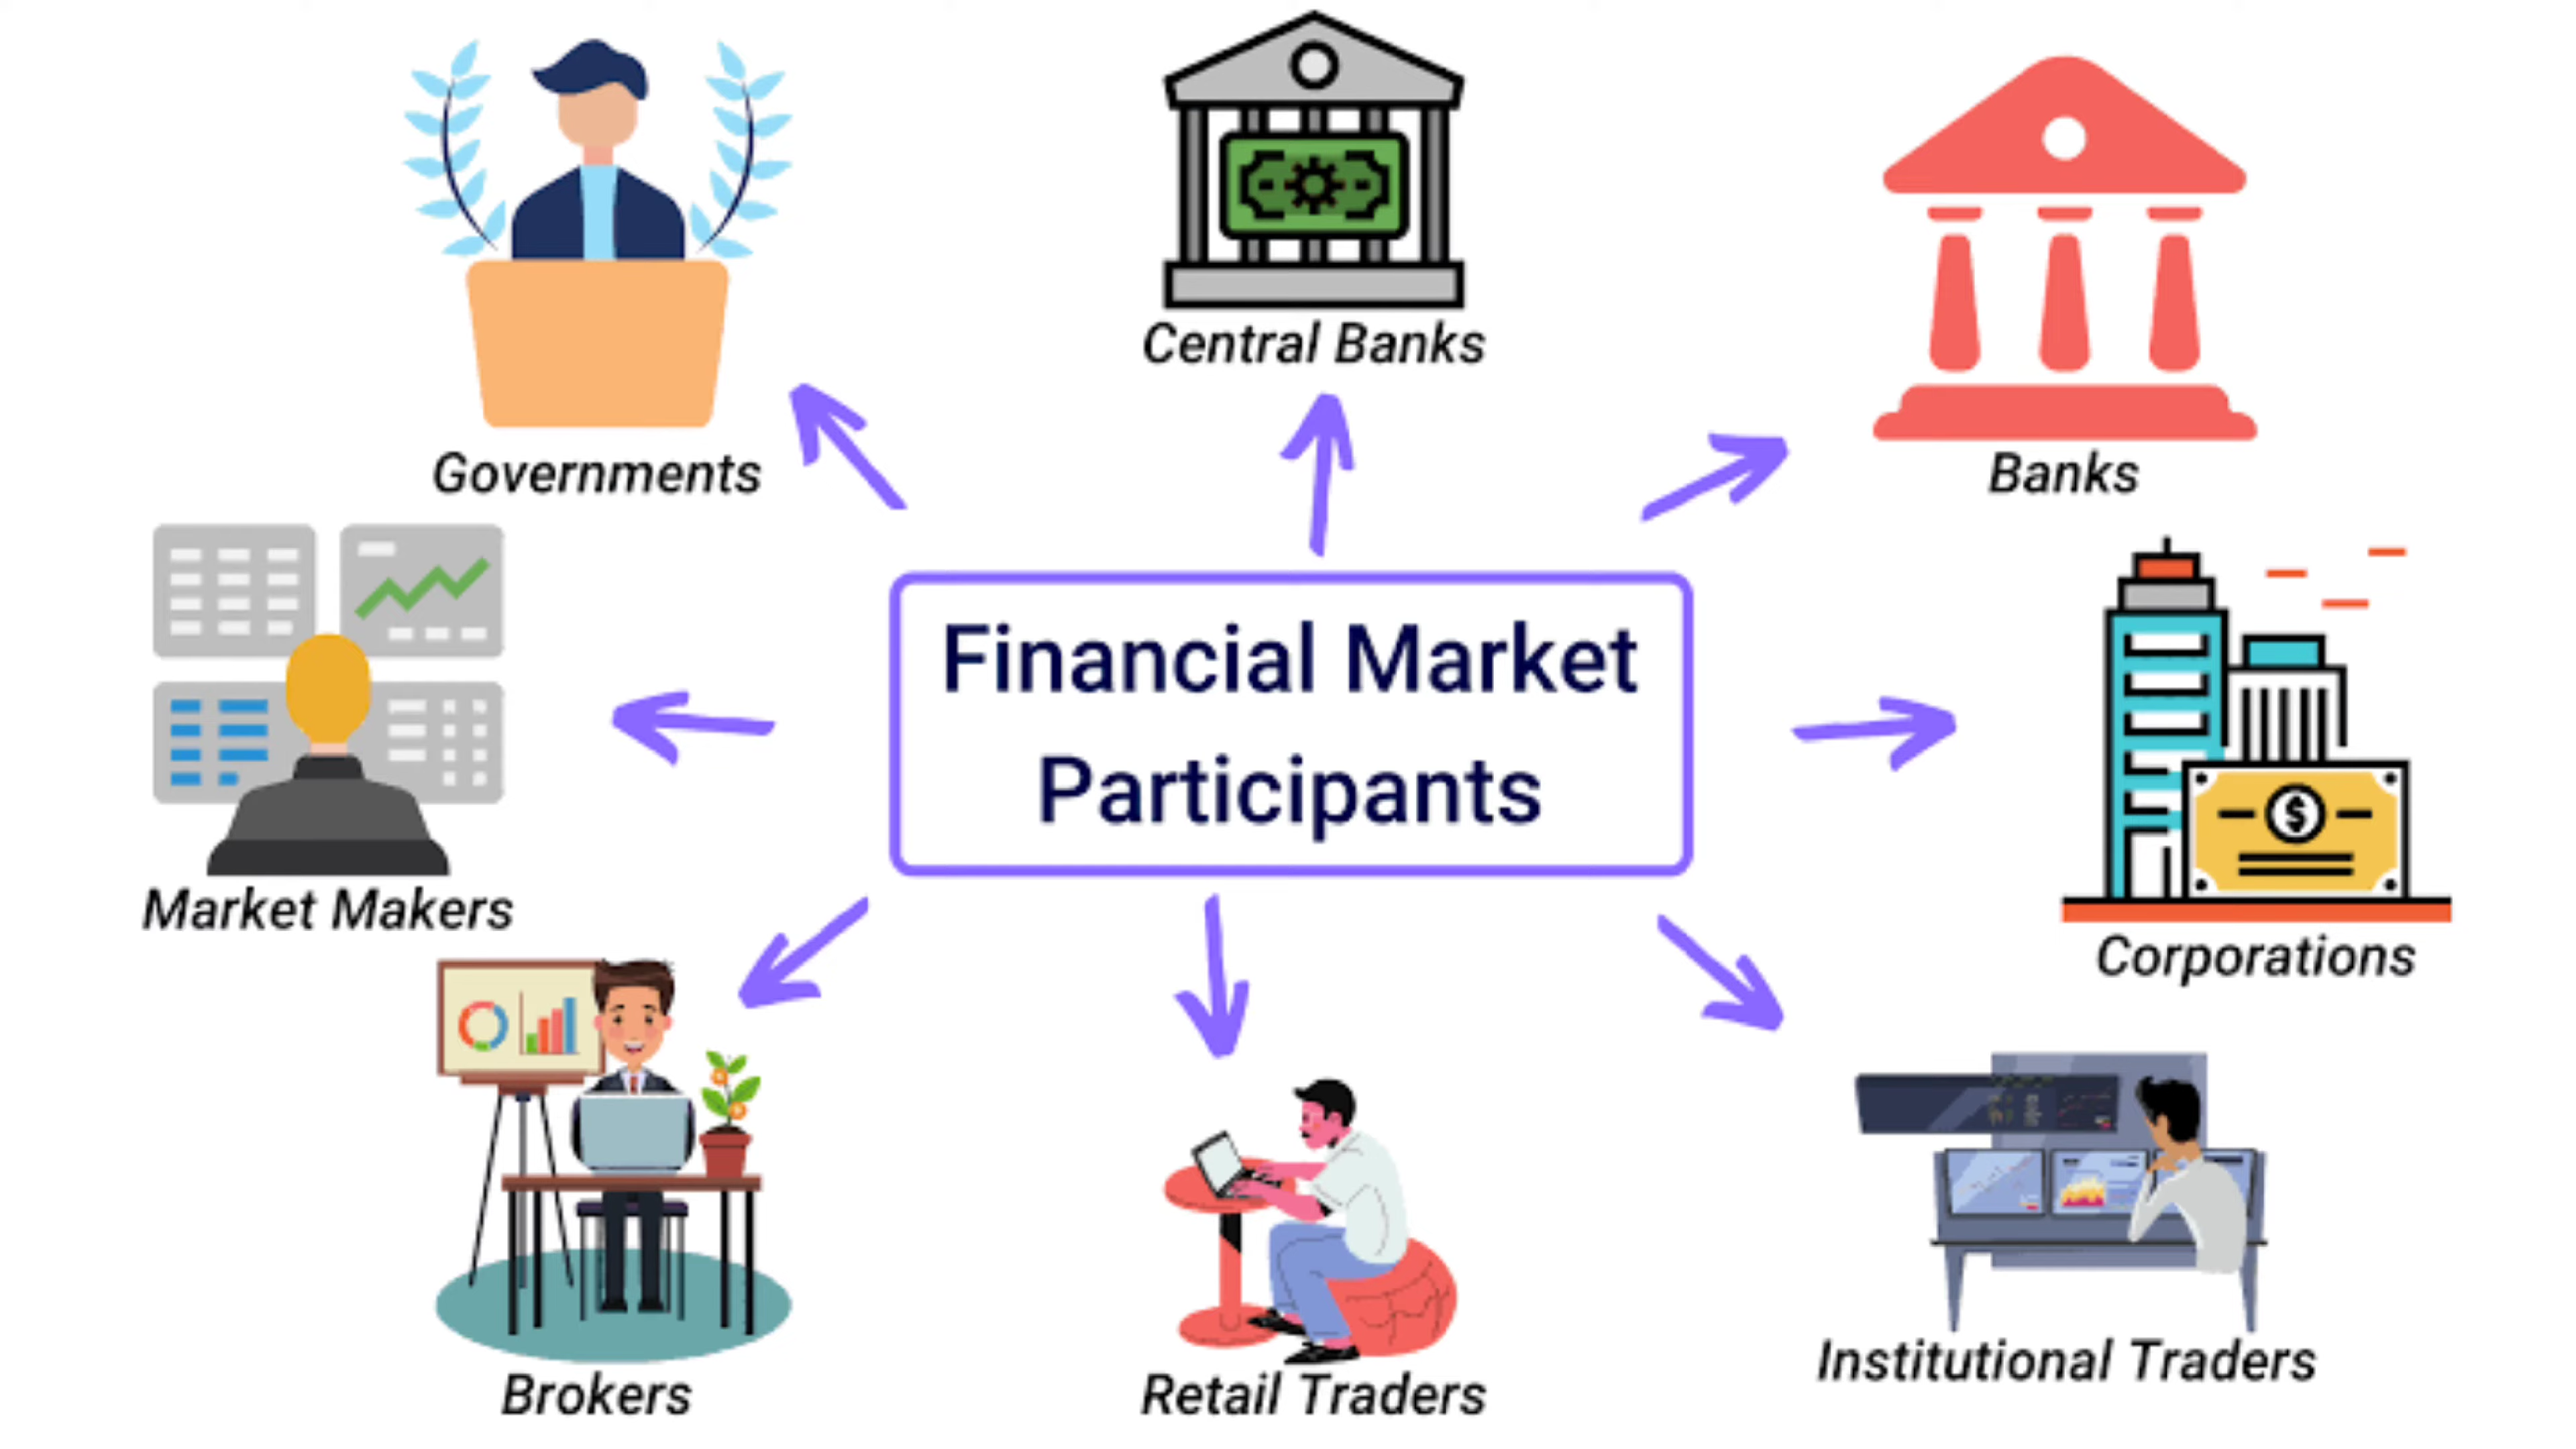 Governments
Central Banks
Banks
Market Makers
Financial Market
Participants
Corporations
$
Brokers
Retail Traders
Institutional Traders